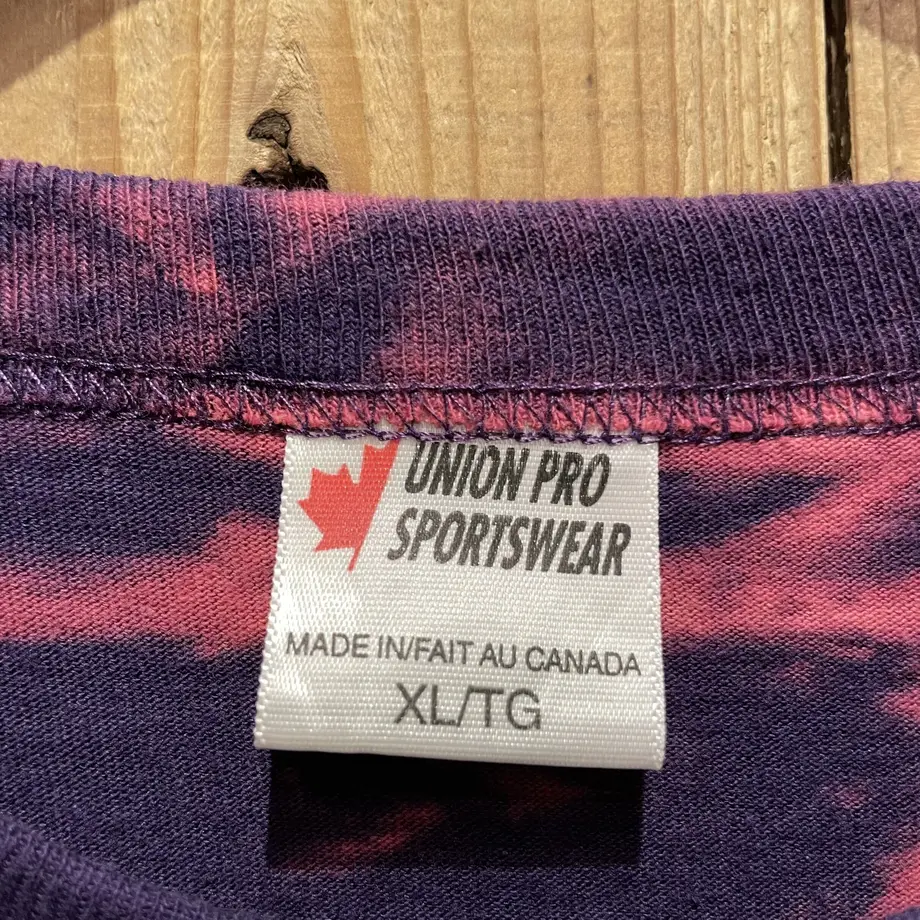 UNION PRO
SPORTSWEAR
MADE IN/FAIT AU CANADA
XL/TG